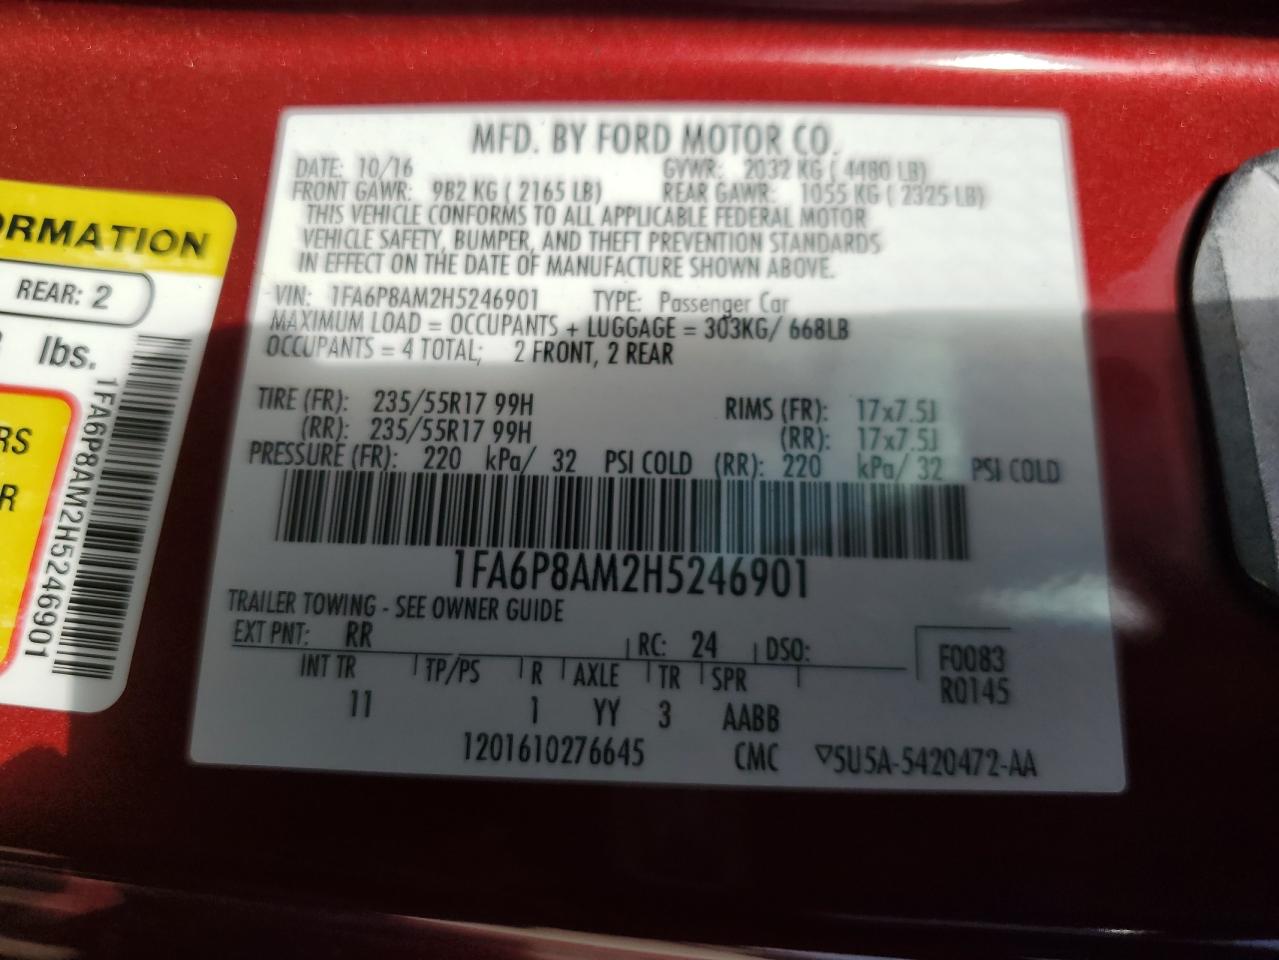 MFD. BY FORD MOTOR CO.
DATE: 10/16 GVWR: 2032 KG ( 4480 LB)
FRONT GAWR: 982 KG ( 2165 LB) REAR GAWR: 1055 KG ( 2325 LB)
THIS VEHICLE CONFORMS TO ALL APPLICABLE FEDERAL MOTOR
VEHICLE SAFETY, BUMPER, AND THEFT PREVENTION STANDARDS
IN EFFECT ON THE DATE OF MANUFACTURE SHOWN ABOVE.
VIN: 1FA6P8AM2H5246901 TYPE: Passenger Car
MAXIMUM LOAD = OCCUPANTS + LUGGAGE = 303KG/ 668LB
OCCUPANTS = 4 TOTAL; 2 FRONT, 2 REAR
TIRE (FR): 235/55R17 99H RIMS (FR): 17x7.5J
(RR): 235/55R17 99H (RR): 17x7.5J
PRESSURE (FR): 220 kPa/ 32 PSI COLD (RR): 220 kPa/ 32 PSI COLD
1FA6P8AM2H5246901
TRAILER TOWING - SEE OWNER GUIDE
EXT PNT: RR RC: 24 DSO:
F0083
R0145
INT TR TP/PS R AXLE TR SPR
11 1 YY 3 AABB
1201610276645 CMC ▽5U5A-5420472-AA
ORMATION
REAR: 2
lbs.
RS
R
1FA6P8AM2H5246901